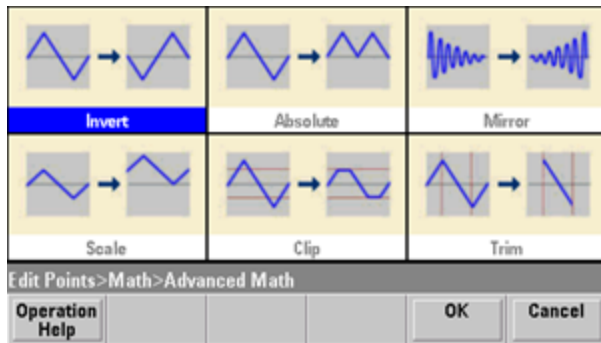 Invert
Absolute
Mirror
Scale
Clip
Trim
Edit Points>Math>Advanced Math
Operation
Help
OK
Cancel